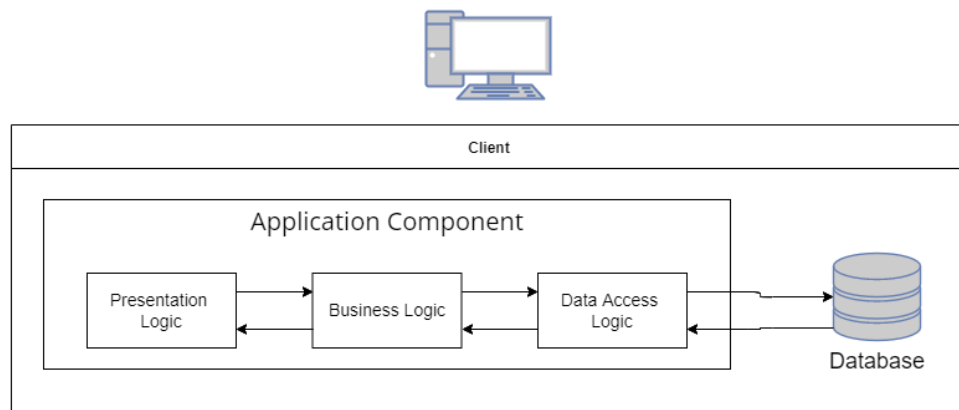 Client
Application Component
Presentation
Logic
Business Logic
Data Access
Logic
Database